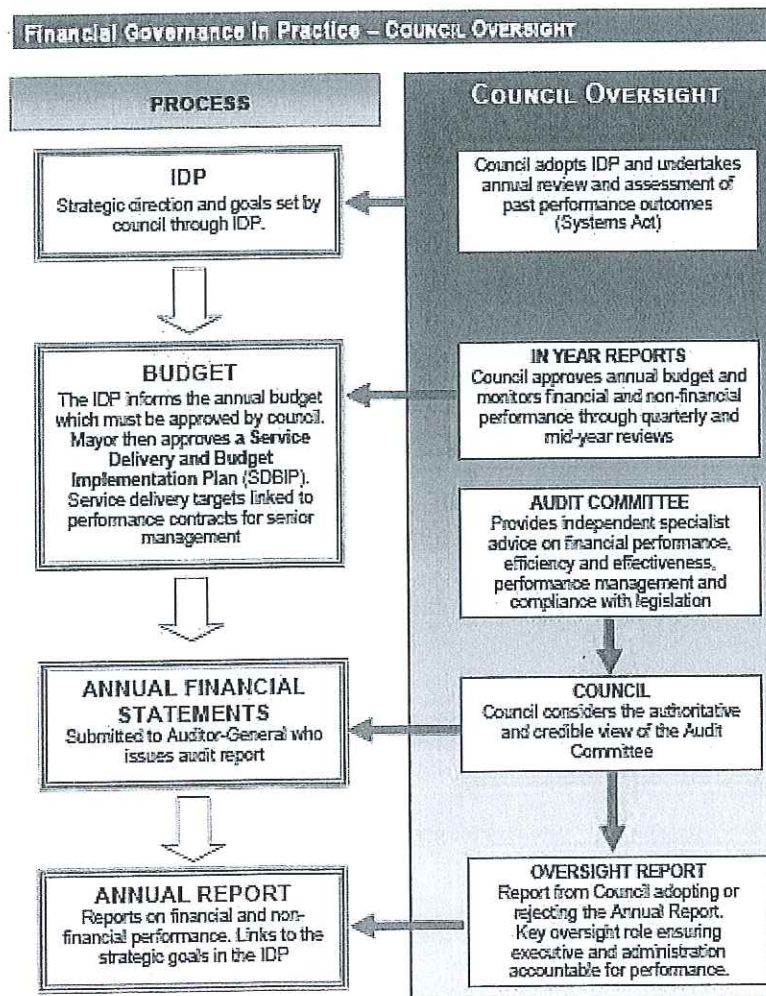 Financial Governance in Practice – COUNCIL OVERSIGHT
PROCESS
IDP
Strategic direction and goals set by
council through IDP.
BUDGET
The IDP informs the annual budget
which must be approved by council.
Mayor then approves a Service
Delivery and Budget
Implementation Plan (SDBIP).
Service delivery targets linked to
performance contracts for senior
management
ANNUAL FINANCIAL
STATEMENTS
Submitted to Auditor-General who
issues audit report
ANNUAL REPORT
Reports on financial and non-
financial performance. Links to the
strategic goals in the IDP
COUNCIL OVERSIGHT
Council adopts IDP and undertakes
annual review and assessment of
past performance outcomes
(Systems Act)
IN YEAR REPORTS
Council approves annual budget and
monitors financial and non-financial
performance through quarterly and
mid-year reviews
AUDIT COMMITTEE
Provides independent specialist
advice on financial performance,
efficiency and effectiveness,
performance management and
compliance with legislation
COUNCIL
Council considers the authoritative
and credible view of the Audit
Committee
OVERSIGHT REPORT
Report from Council adopting or
rejecting the Annual Report.
Key oversight role ensuring
executive and administration
accountable for performance.